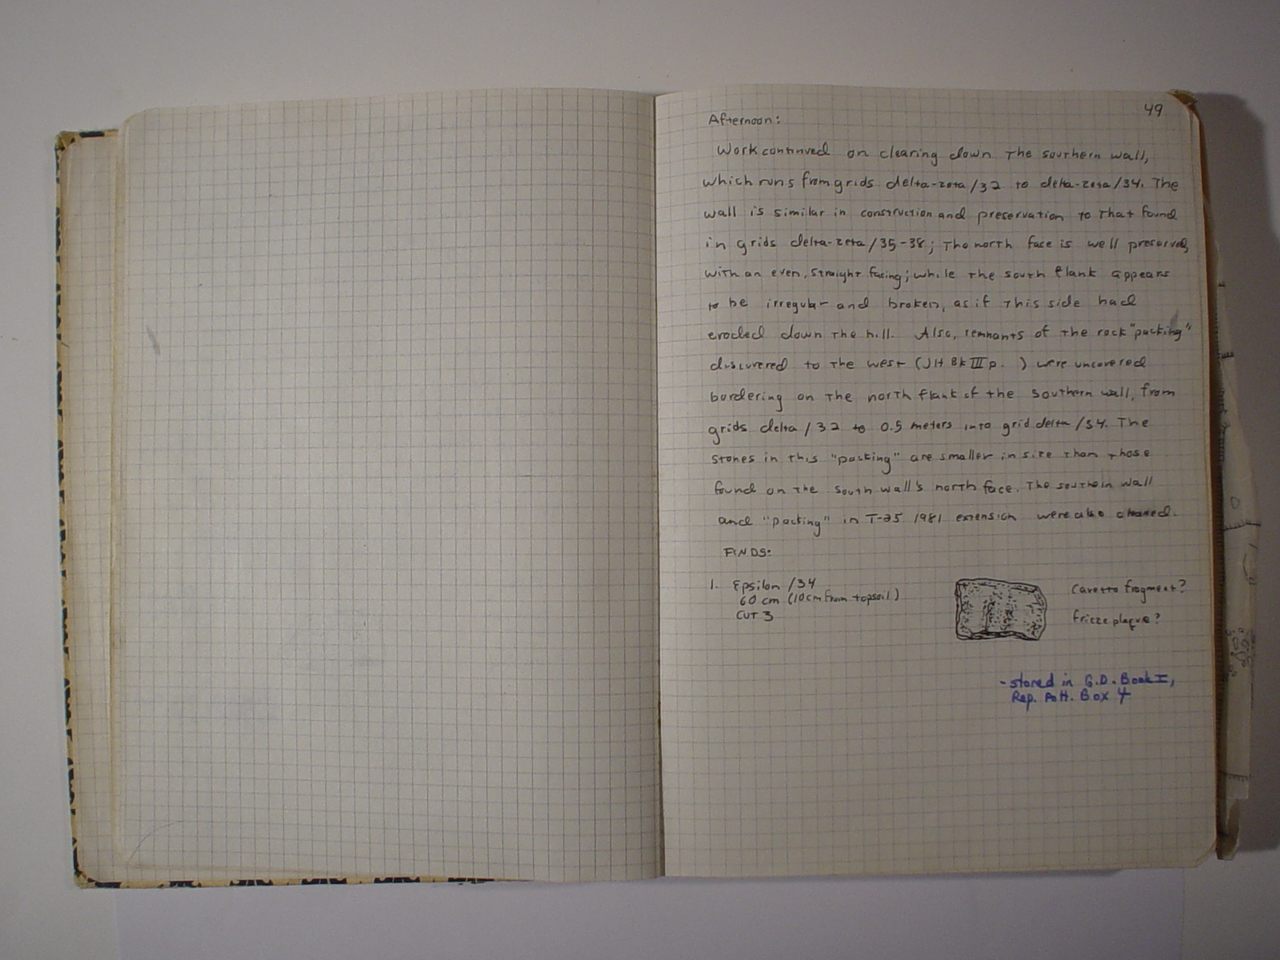 49
Afternoon:
Work continued on clearing down the southern wall,
which runs from grids delta-zeta/32 to delta-zeta/34. The
wall is similar in construction and preservation to that found
in grids delta-zeta/35-38; the north face is well preserved,
with an even, straight facing; while the south flank appears
to be irregular and broken, as if this side had
eroded down the hill. Also, remnants of the rock "packing"
discovered to the west (JH Bk III p. ) were uncovered
bordering on the north flank of the southern wall, from
grids delta/32 to 0.5 meters into grid delta/34. The
stones in this "packing" are smaller in size than those
found on the south wall's north face. The southern wall
and "packing" in T-25 1981 extension were also cleaned.
FINDS:
1. Epsilon/34
60 cm (10cm from topsoil)
CUT 3
Cavetto fragment?
frieze plaque?
- stored in G.D. Book I,
Rep. Pot. Box 4